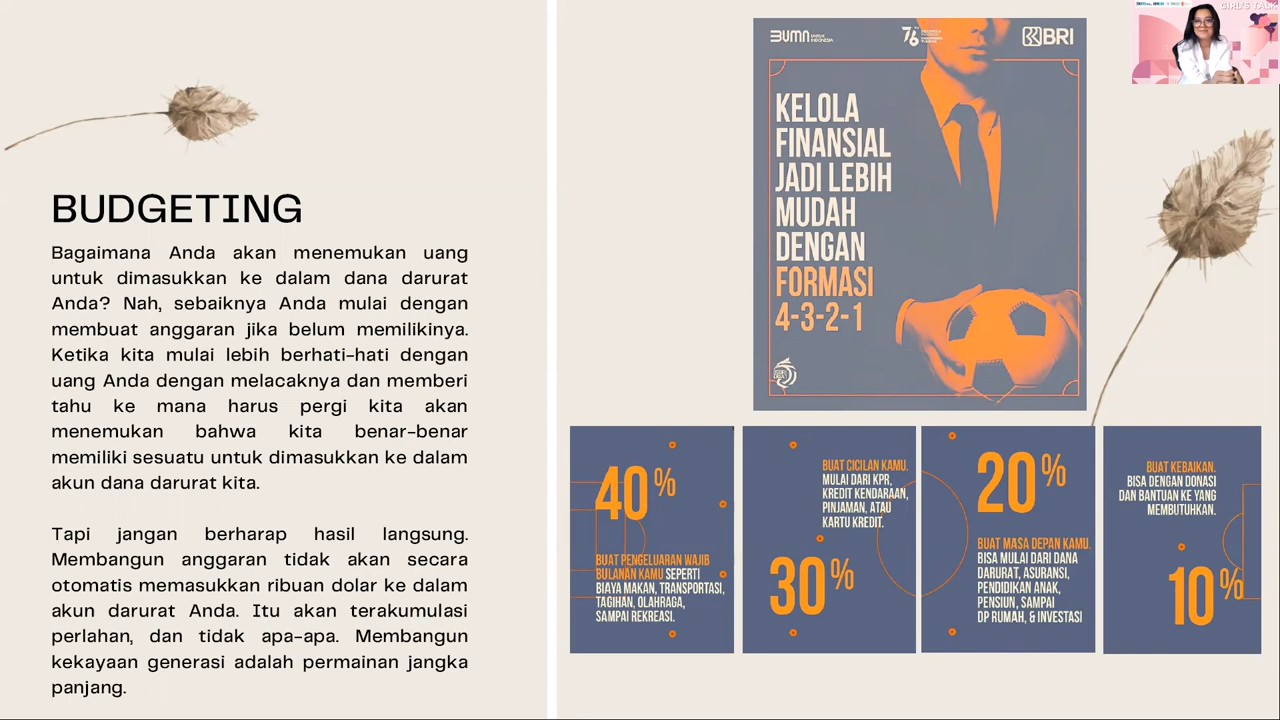 BUDGETING
Bagaimana Anda akan menemukan uang
untuk dimasukkan ke dalam dana darurat
Anda? Nah, sebaiknya Anda mulai dengan
membuat anggaran jika belum memilikinya.
Ketika kita mulai lebih berhati-hati dengan
uang Anda dengan melacaknya dan memberi
tahu ke mana harus pergi kita akan
menemukan bahwa kita benar-benar
memiliki sesuatu untuk dimasukkan ke dalam
akun dana darurat kita.
Tapi jangan berharap hasil langsung.
Membangun anggaran tidak akan secara
otomatis memasukkan ribuan dolar ke dalam
akun darurat Anda. Itu akan terakumulasi
perlahan, dan tidak apa-apa. Membangun
kekayaan generasi adalah permainan jangka
panjang.
BUMN UNTUK
INDONESIA
76
BRI
KELOLA
FINANSIAL
JADI LEBIH
MUDAH
DENGAN
FORMASI
4-3-2-1
40%
BUAT PENGELUARAN WAJIB
BULANAN KAMU SEPERTI
BIAYA MAKAN, TRANSPORTASI,
TAGIHAN, OLAHRAGA,
SAMPAI REKREASI.
BUAT CICILAN KAMU.
MULAI DARI KPR,
KREDIT KENDARAAN,
PINJAMAN, ATAU
KARTU KREDIT.
30%
20%
BUAT MASA DEPAN KAMU.
BISA MULAI DARI DANA
DARURAT, ASURANSI,
PENDIDIKAN ANAK,
PENSIUN, SAMPAI
DP RUMAH, & INVESTASI
BUAT KEBAIKAN.
BISA DENGAN DONASI
DAN BANTUAN KE YANG
MEMBUTUHKAN.
10%
GIRL'S TALK